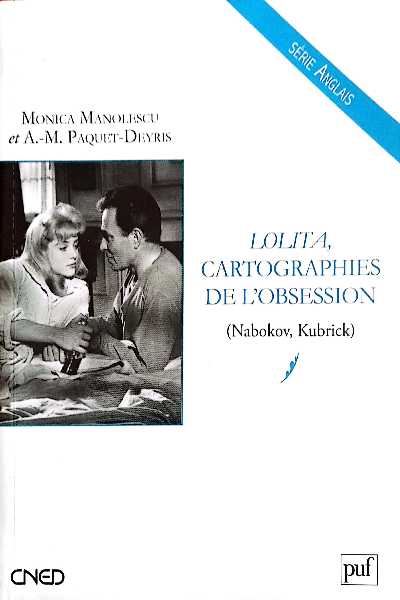 SÉRIE ANGLAIS
MONICA MANOLESCU
et A.-M. PAQUET-DEYRIS
LOLITA,
CARTOGRAPHIES
DE L'OBSESSION
(Nabokov, Kubrick)
CNED
puf